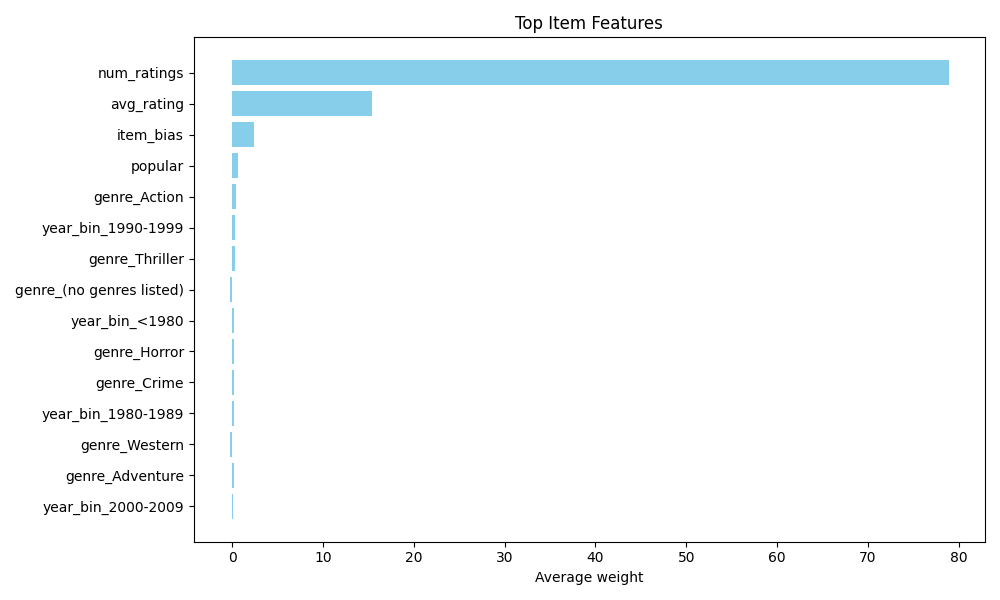 Top Item Features
num_ratings
avg_rating
item_bias
popular
genre_Action
year_bin_1990-1999
genre_Thriller
genre_(no genres listed)
year_bin_<1980
genre_Horror
genre_Crime
year_bin_1980-1989
genre_Western
genre_Adventure
year_bin_2000-2009
0 10 20 30 40 50 60 70 80
Average weight